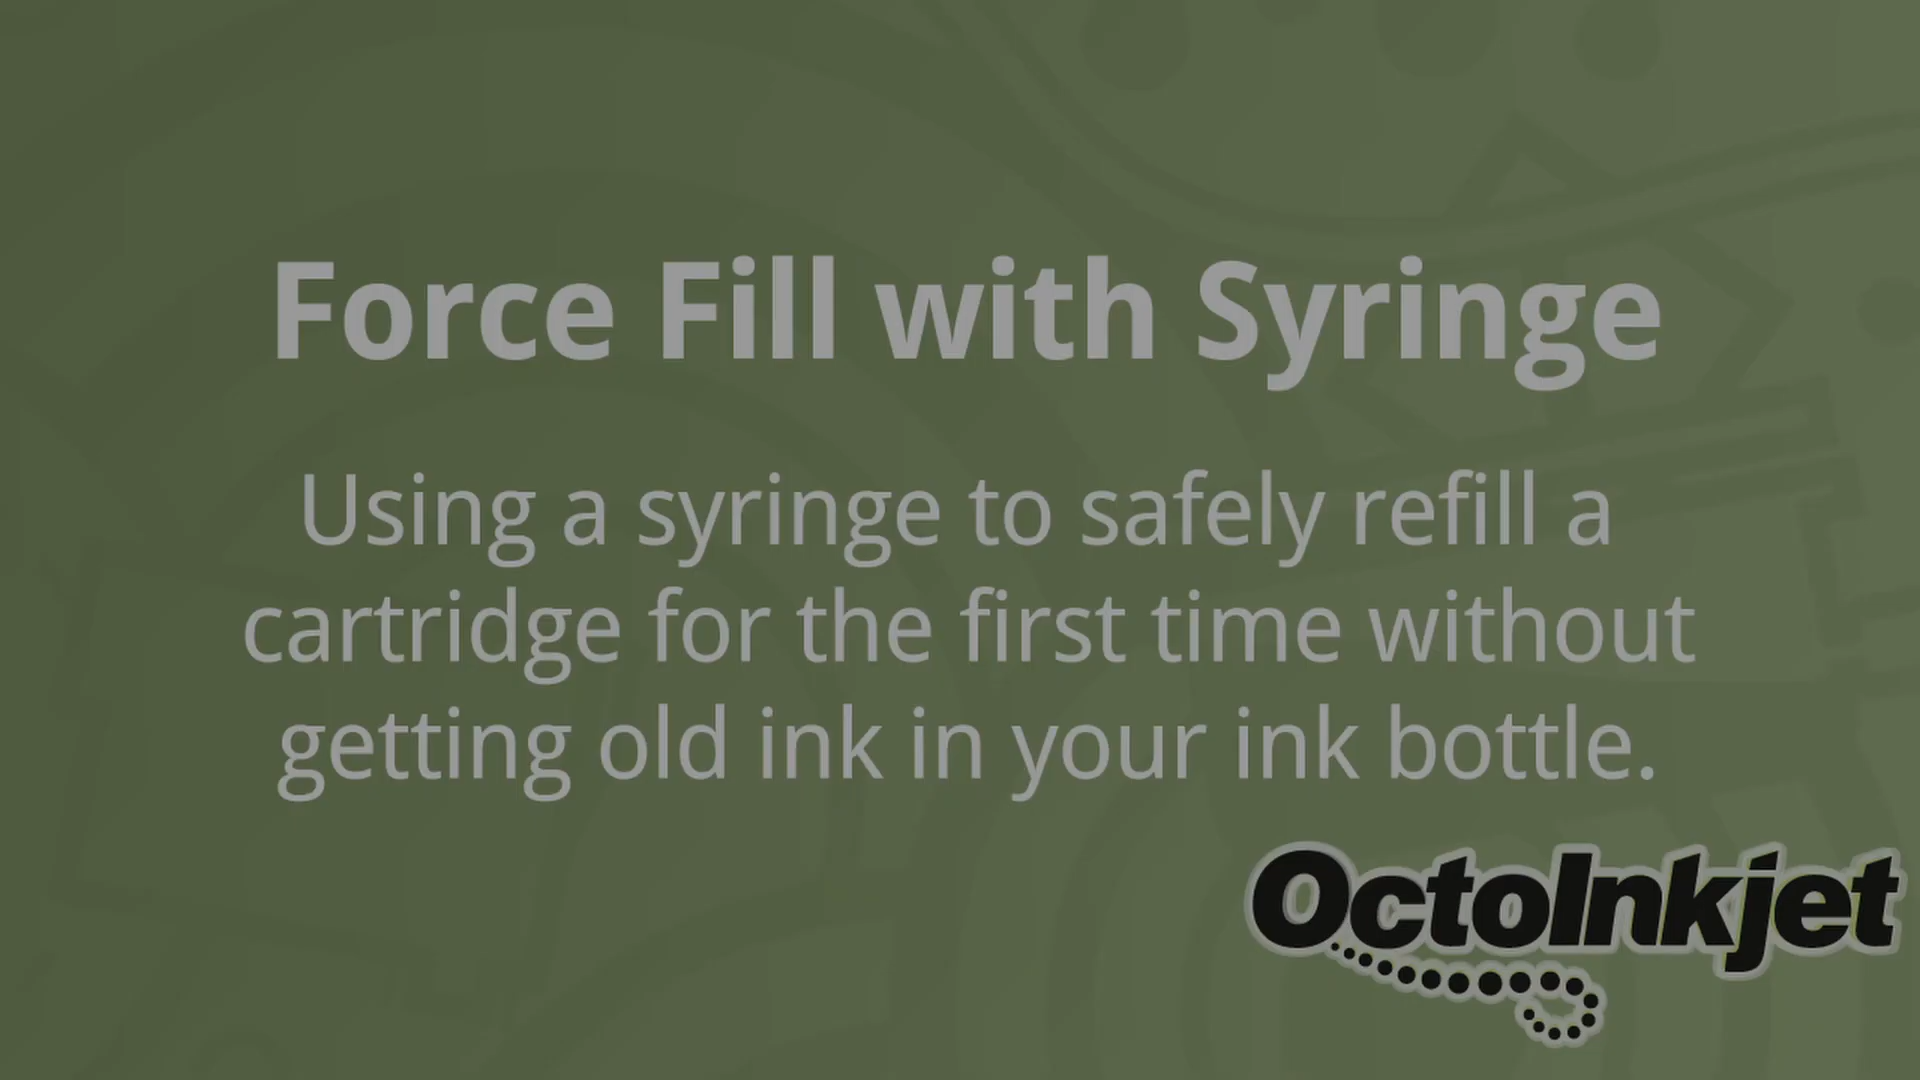 Force Fill with Syringe
Using a syringe to safely refill a
cartridge for the first time without
getting old ink in your ink bottle.
OctoInkjet